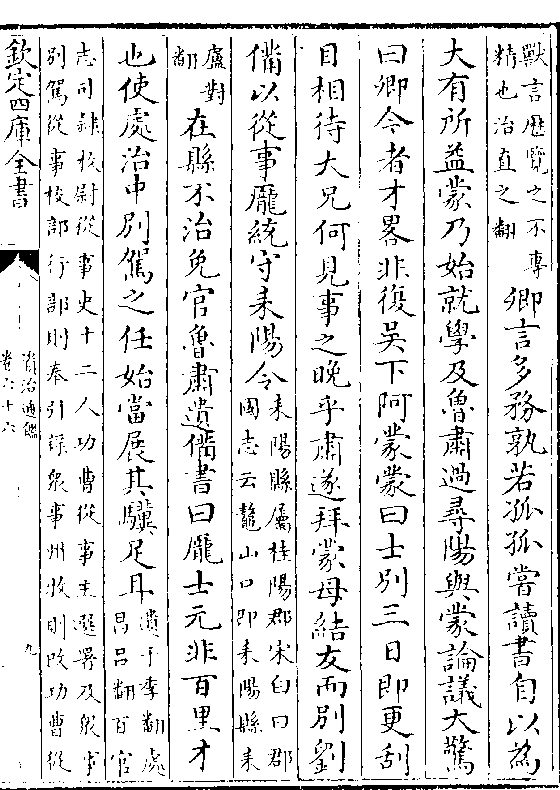 獸言歷覽之不專
精也治直之翻
卿言多務孰若孤孤嘗讀書自以為
大有所益蒙乃始就學及魯肅過尋陽與蒙論議大驚
曰卿今者才畧非復吳下阿蒙蒙曰士別三日即更刮
目相待大兄何見事之晚乎肅遂拜蒙母結友而別劉
備以從事龐統守耒陽令
耒陽縣屬桂陽郡宋白曰郡
國志云鼇山口即耒陽縣耒
盧對
翻
在縣不治免官魯肅遺備書曰龐士元非百里才
也使處治中別駕之任始當展其驥足耳
遺于季翻處
昌呂翻百官
志司隸校尉從事史十二人功曹從事主選署及衆事
別駕從事校部行部則奉引錄衆事州牧則改功曹從
欽定四庫全書
資治通鑑
卷六十六
九